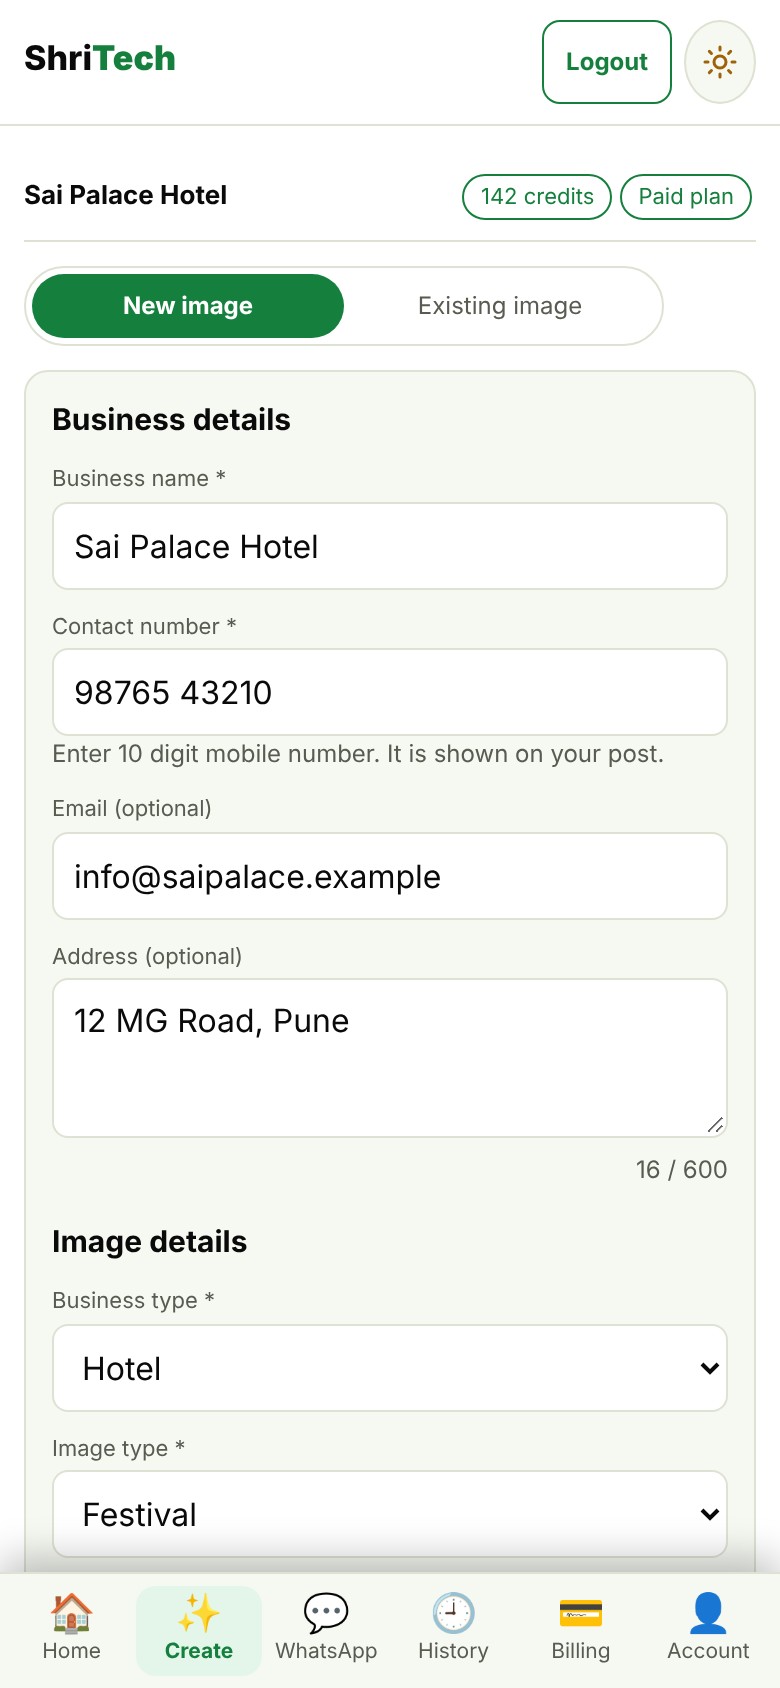 ShriTech
Logout
Sai Palace Hotel
142 credits
Paid plan
New image
Existing image
Business details
Business name *
Sai Palace Hotel
Contact number *
98765 43210
Enter 10 digit mobile number. It is shown on your post.
Email (optional)
info@saipalace.example
Address (optional)
12 MG Road, Pune
16 / 600
Image details
Business type *
Hotel
Image type *
Festival
Home
Create
WhatsApp
History
Billing
Account